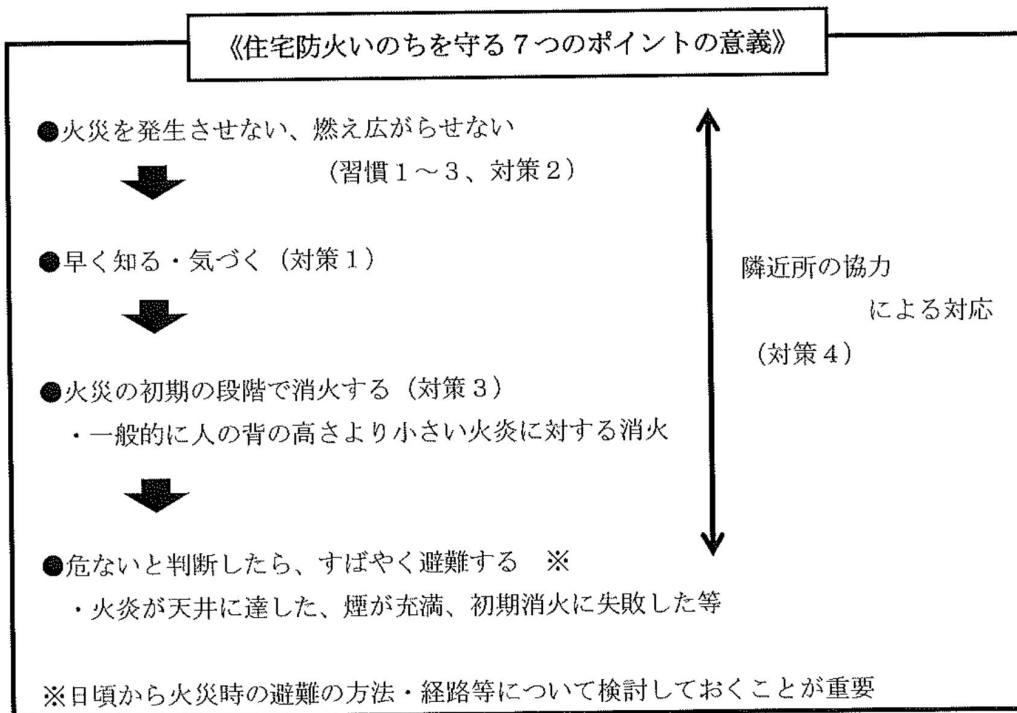 《住宅防火いのちを守る７つのポイントの意義》
●火災を発生させない、燃え広がらせない
(習慣１～３、対策２)
●早く知る・気づく (対策１)
●火災の初期の段階で消火する (対策３)
・一般的に人の背の高さより小さい火炎に対する消火
●危ないと判断したら、すばやく避難する　※
・火炎が天井に達した、煙が充満、初期消火に失敗した等
隣近所の協力
による対応
(対策４)
※日頃から火災時の避難の方法・経路等について検討しておくことが重要